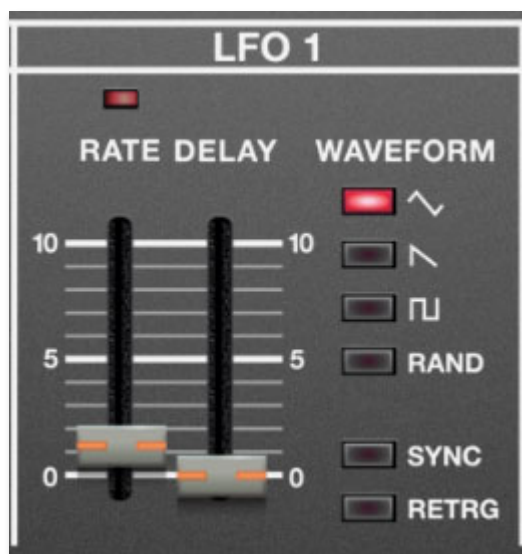 LFO 1
RATE DELAY WAVEFORM
10 10
5 5
RAND
SYNC
0 0
RETRG